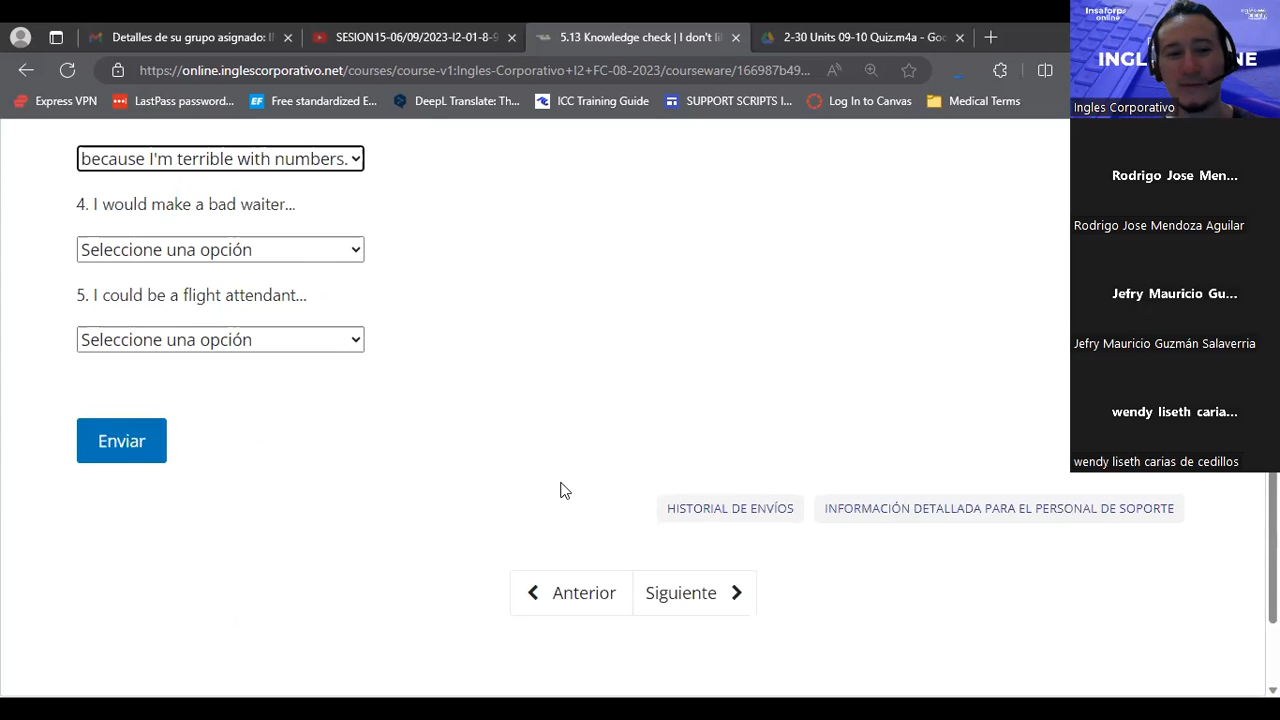 Detalles de su grupo asignado: II
SESION15-06/09/2023-I2-01-8-9
5.13 Knowledge check | I don't li
2-30 Units 09-10 Quiz.m4a - Goo
https://online.inglescorporativo.net/courses/course-v1:Ingles-Corporativo+I2+FC-08-2023/courseware/166987b49...
Express VPN
LastPass password...
Free standardized E...
DeepL Translate: Th...
ICC Training Guide
SUPPORT SCRIPTS I...
Log In to Canvas
Medical Terms
because I'm terrible with numbers.
4. I would make a bad waiter...
Seleccione una opción
5. I could be a flight attendant...
Seleccione una opción
Enviar
HISTORIAL DE ENVÍOS
INFORMACIÓN DETALLADA PARA EL PERSONAL DE SOPORTE
Anterior
Siguiente
Insaforp
online
Ingles Corporativo
Rodrigo Jose Men...
Rodrigo Jose Mendoza Aguilar
Jefry Mauricio Gu...
Jefry Mauricio Guzmán Salaverria
wendy liseth caria...
wendy liseth carias de cedillos